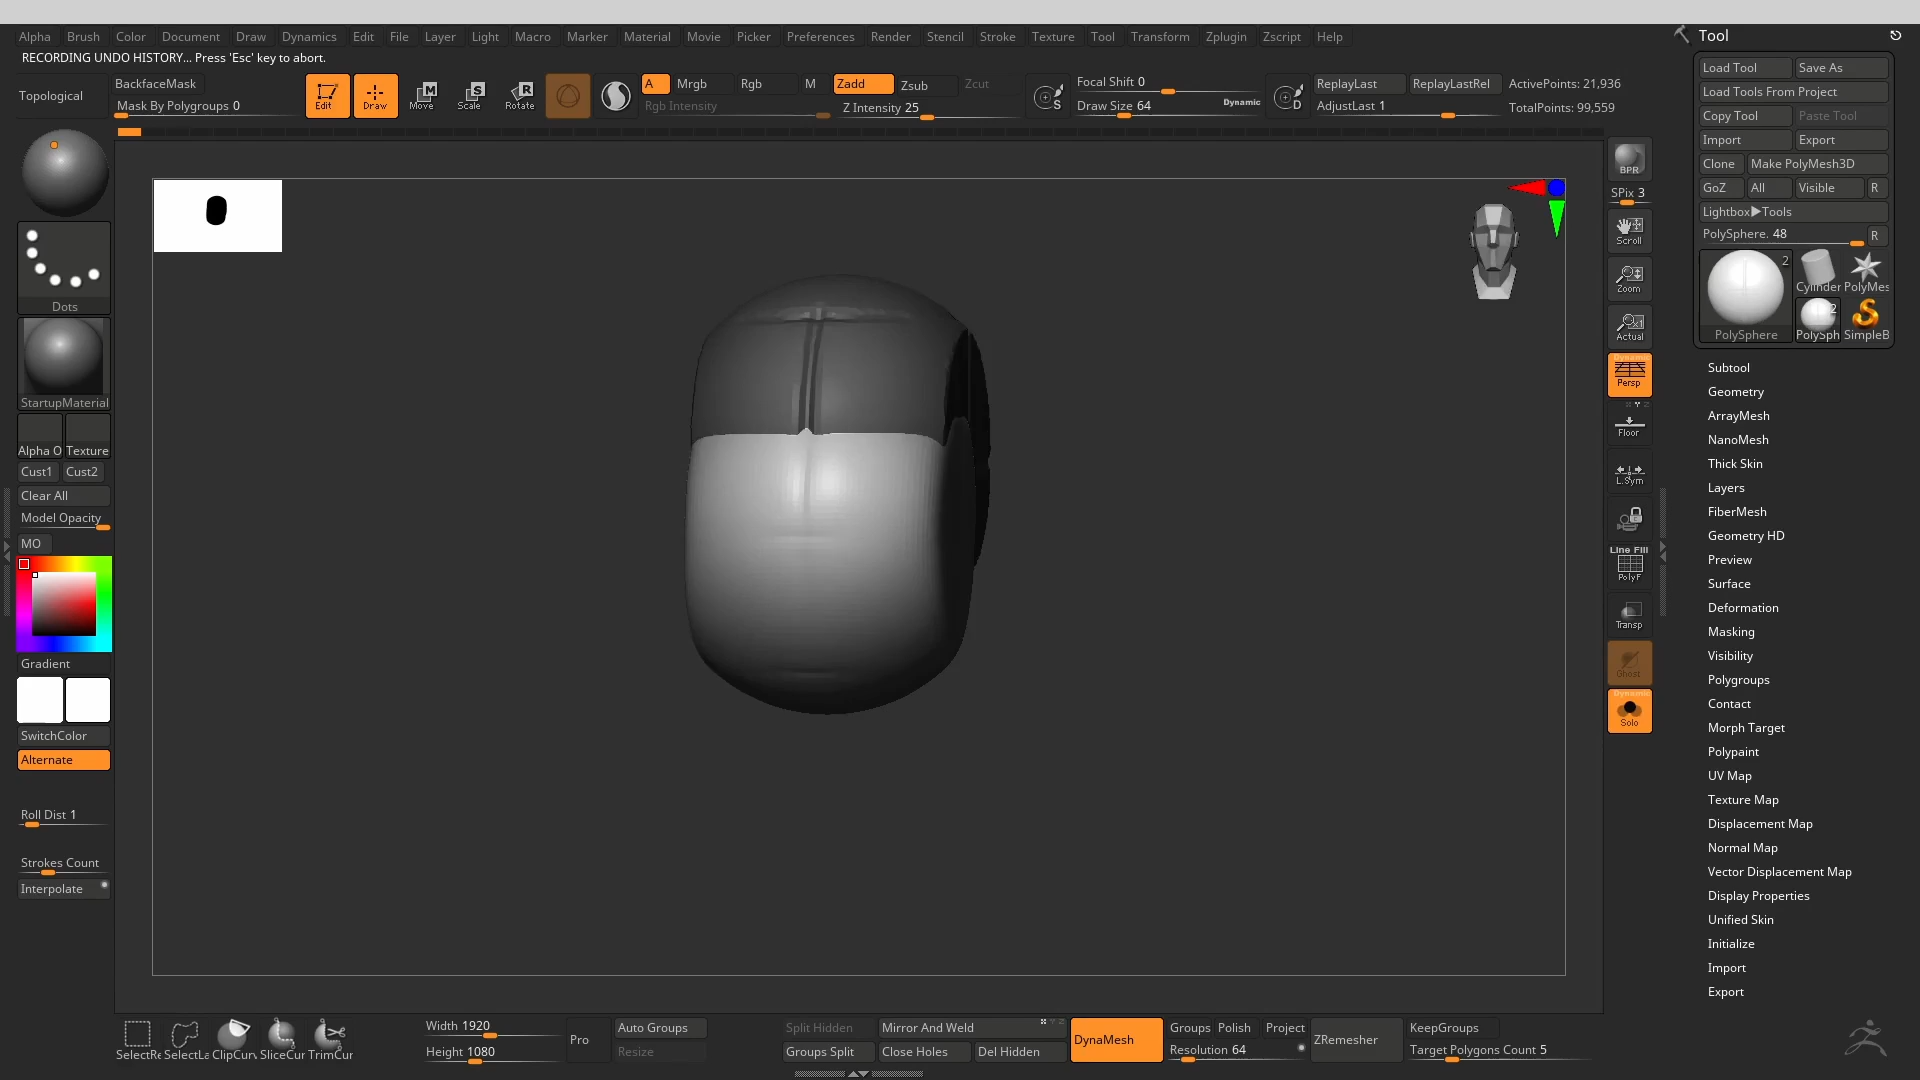 Alpha Brush Color Document Draw Dynamics Edit File Layer Light Macro Marker Material Movie Picker Preferences Render Stencil Stroke Texture Tool Transform Zplugin Zscript Help
RECORDING UNDO HISTORY... Press 'Esc' key to abort.
Topological
BackfaceMask
Mask By Polygroups 0
Edit
Draw
Move
Scale
Rotate
A
Mrgb
Rgb
M
Rgb Intensity
Zadd
Zsub
Zcut
Z Intensity 25
S
Focal Shift 0
Draw Size 64
Dynamic
D
ReplayLast
ReplayLastRel
AdjustLast 1
ActivePoints: 21,936
TotalPoints: 99,559
Dots
StartupMaterial
Alpha O
Texture
Cust1
Cust2
Clear All
Model Opacity
MO
Gradient
SwitchColor
Alternate
Roll Dist 1
Strokes Count
Interpolate
BPR
SPix 3
Scroll
Zoom
Actual
Dynamic
Persp
Floor
L.Sym
Line Fill
PolyF
Transp
Ghost
Dynamic
Solo
Tool
Load Tool
Save As
Load Tools From Project
Copy Tool
Paste Tool
Import
Export
Clone
Make PolyMesh3D
GoZ
All
Visible
R
Lightbox▶Tools
PolySphere. 48
R
2
PolySphere
Cylinder
PolyMes
2
PolySph
SimpleB
Subtool
Geometry
ArrayMesh
NanoMesh
Thick Skin
Layers
FiberMesh
Geometry HD
Preview
Surface
Deformation
Masking
Visibility
Polygroups
Contact
Morph Target
Polypaint
UV Map
Texture Map
Displacement Map
Normal Map
Vector Displacement Map
Display Properties
Unified Skin
Initialize
Import
Export
SelectRe
SelectLa
ClipCurv
SliceCur
TrimCur
Width 1920
Height 1080
Pro
Auto Groups
Resize
Split Hidden
Groups Split
Mirror And Weld
Close Holes
Del Hidden
DynaMesh
Groups
Polish
Project
Resolution 64
ZRemesher
KeepGroups
Target Polygons Count 5